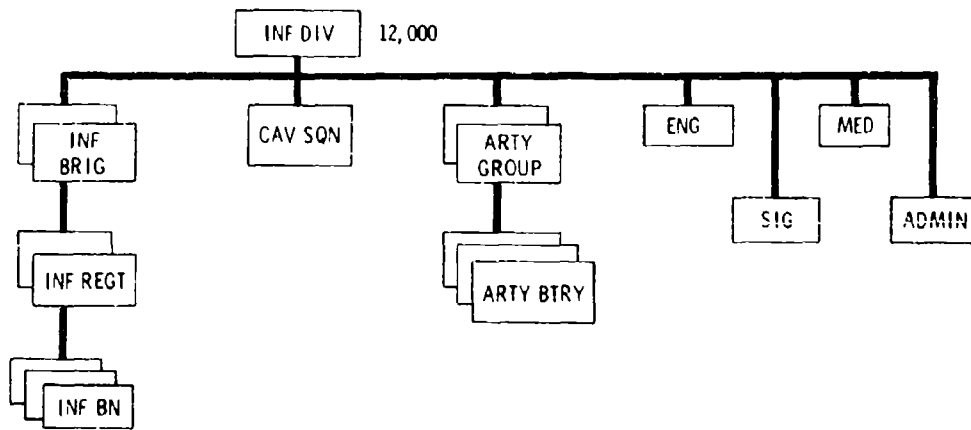 INF DIV 12,000
INF
BRIG
CAV SQN
ARTY
GROUP
ENG
MED
SIG
ADMIN
INF REGT
ARTY BTRY
INF BN